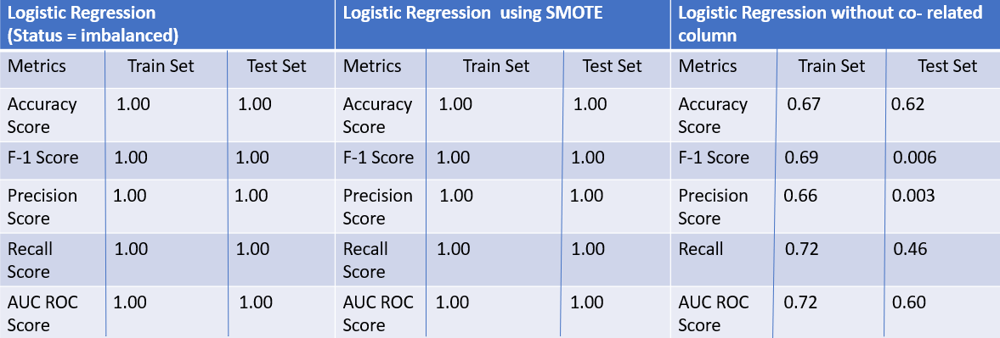 Logistic Regression
(Status = imbalanced)
Logistic Regression  using SMOTE
Logistic Regression without co- related
column
Metrics Train Set Test Set Metrics Train Set Test Set Metrics Train Set Test Set
Accuracy
Score 1.00 1.00 Accuracy
Score 1.00 1.00 Accuracy
Score 0.67 0.62
F-1 Score 1.00 1.00 F-1 Score 1.00 1.00 F-1 Score 0.69 0.006
Precision
Score 1.00 1.00 Precision
Score 1.00 1.00 Precision
Score 0.66 0.003
Recall
Score 1.00 1.00 Recall
Score 1.00 1.00 Recall 0.72 0.46
AUC ROC
Score 1.00 1.00 AUC ROC
Score 1.00 1.00 AUC ROC
Score 0.72 0.60